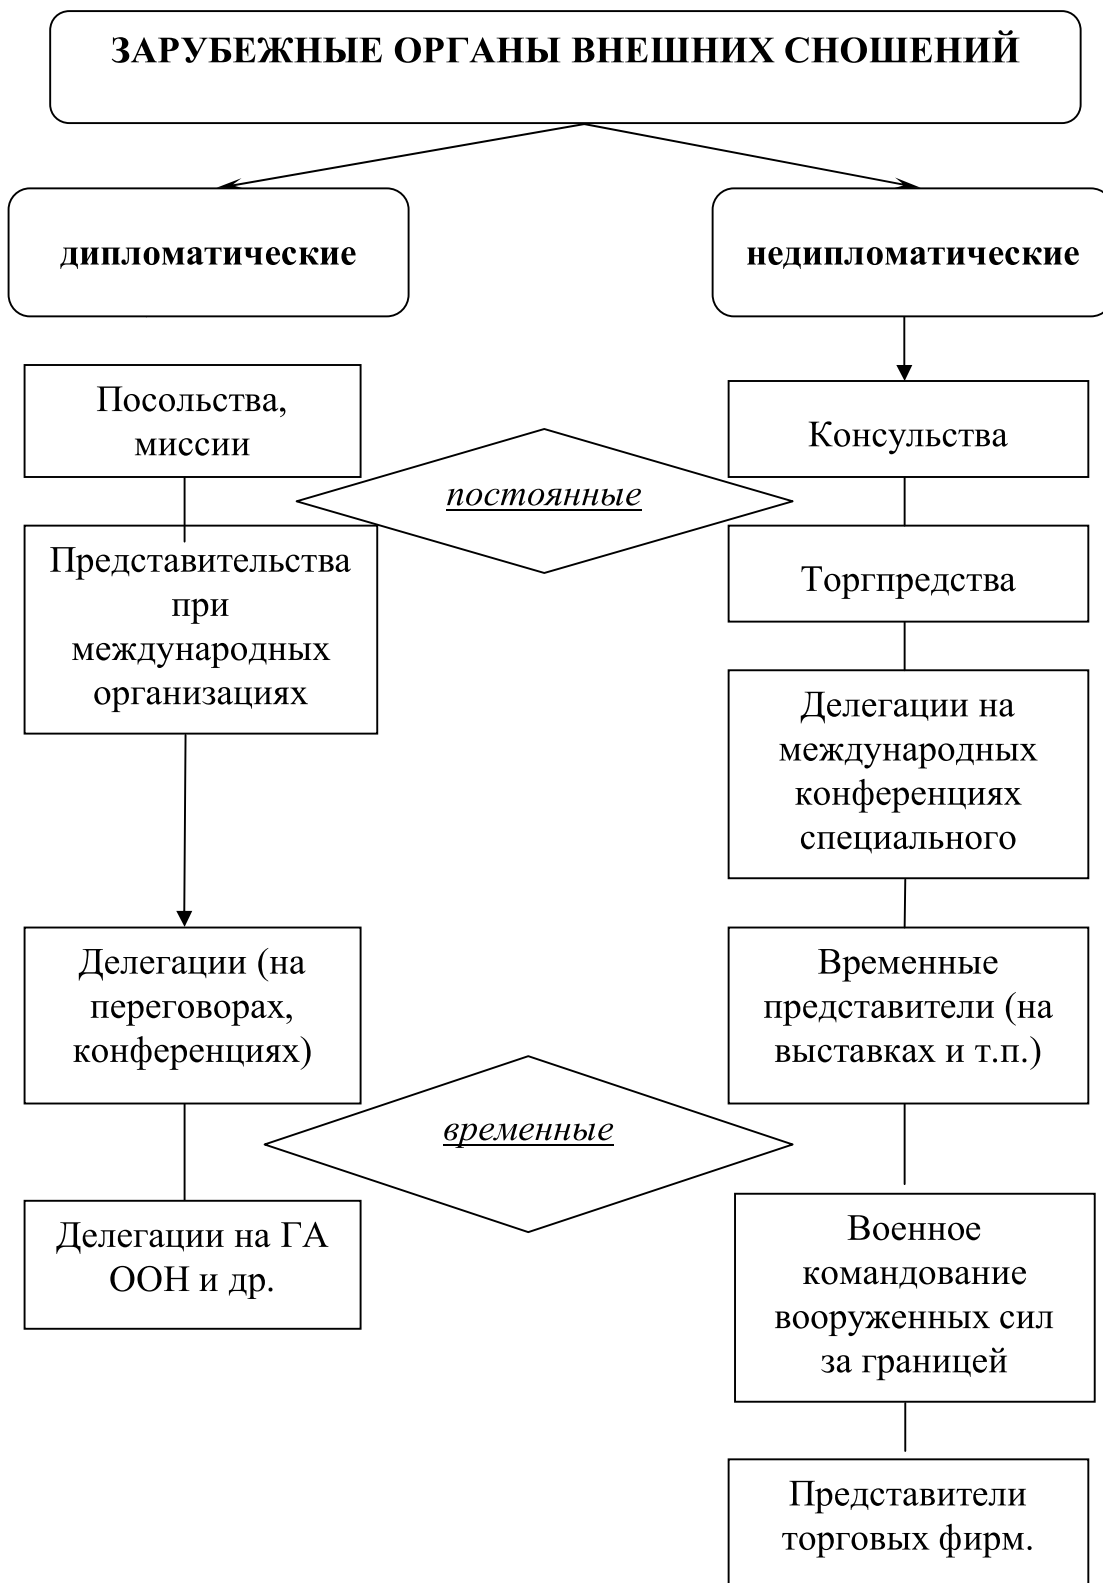 ЗАРУБЕЖНЫЕ ОРГАНЫ ВНЕШНИХ СНОШЕНИЙ
дипломатические
недипломатические
Посольства,
миссии
Консульства
постоянные
Представительства
при
международных
организациях
Торгпредства
Делегации на
международных
конференциях
специального
Делегации (на
переговорах,
конференциях)
Временные
представители (на
выставках и т.п.)
временные
Делегации на ГА
ООН и др.
Военное
командование
вооруженных сил
за границей
Представители
торговых фирм.